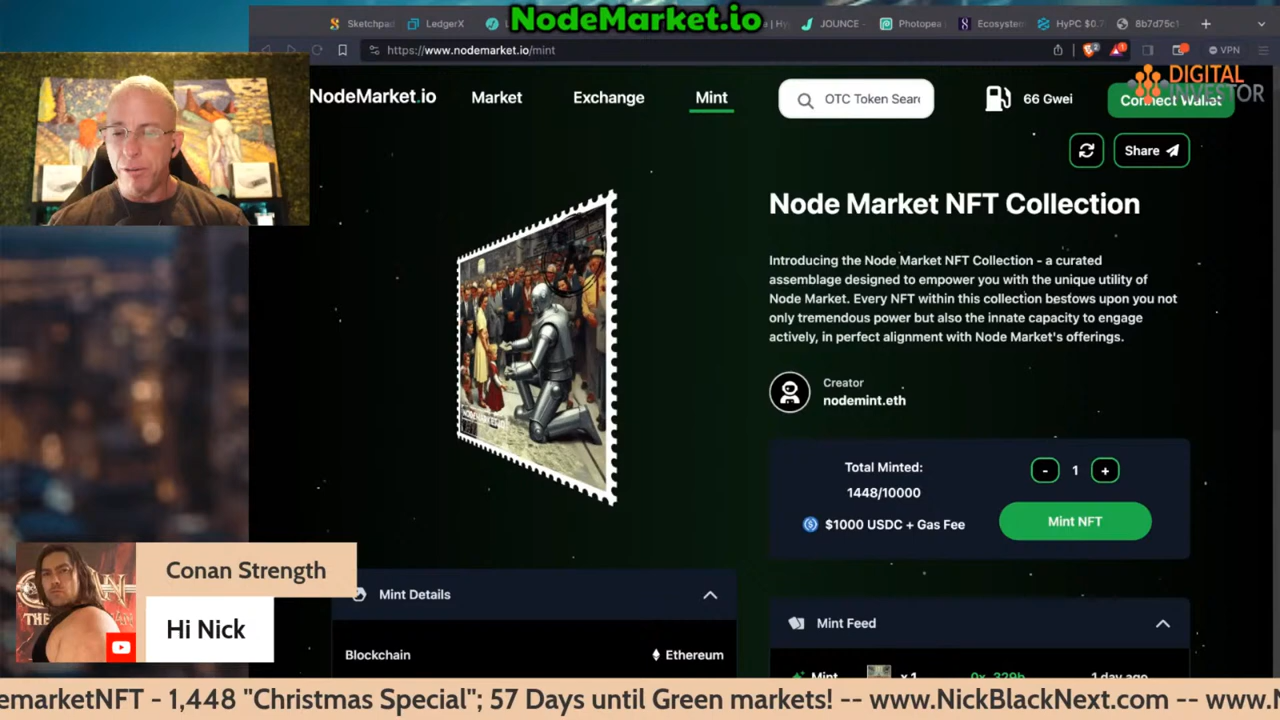 NodeMarket.io
Sketchpad
LedgerX
JOUNCE
Photopea
Ecosystem
HyPC $0.
8b7d75c1
https://www.nodemarket.io/mint
VPN
DIGITAL
INVESTOR
NodeMarket.io
Market
Exchange
Mint
OTC Token Sear
66 Gwei
Connect Wallet
Share
Node Market NFT Collection
Introducing the Node Market NFT Collection - a curated
assemblage designed to empower you with the unique utility of
Node Market. Every NFT within this collection bestows upon you not
only tremendous power but also the innate capacity to engage
actively, in perfect alignment with Node Market's offerings.
Creator
nodemint.eth
Total Minted:
1448/10000
- 1 +
$1000 USDC + Gas Fee
Mint NFT
Conan Strength
Hi Nick
Mint Details
Blockchain
Ethereum
Mint Feed
Mint
x 1
1 day ago
emarketNFT - 1,448 "Christmas Special"; 57 Days until Green markets! -- www.NickBlackNext.com -- www.N